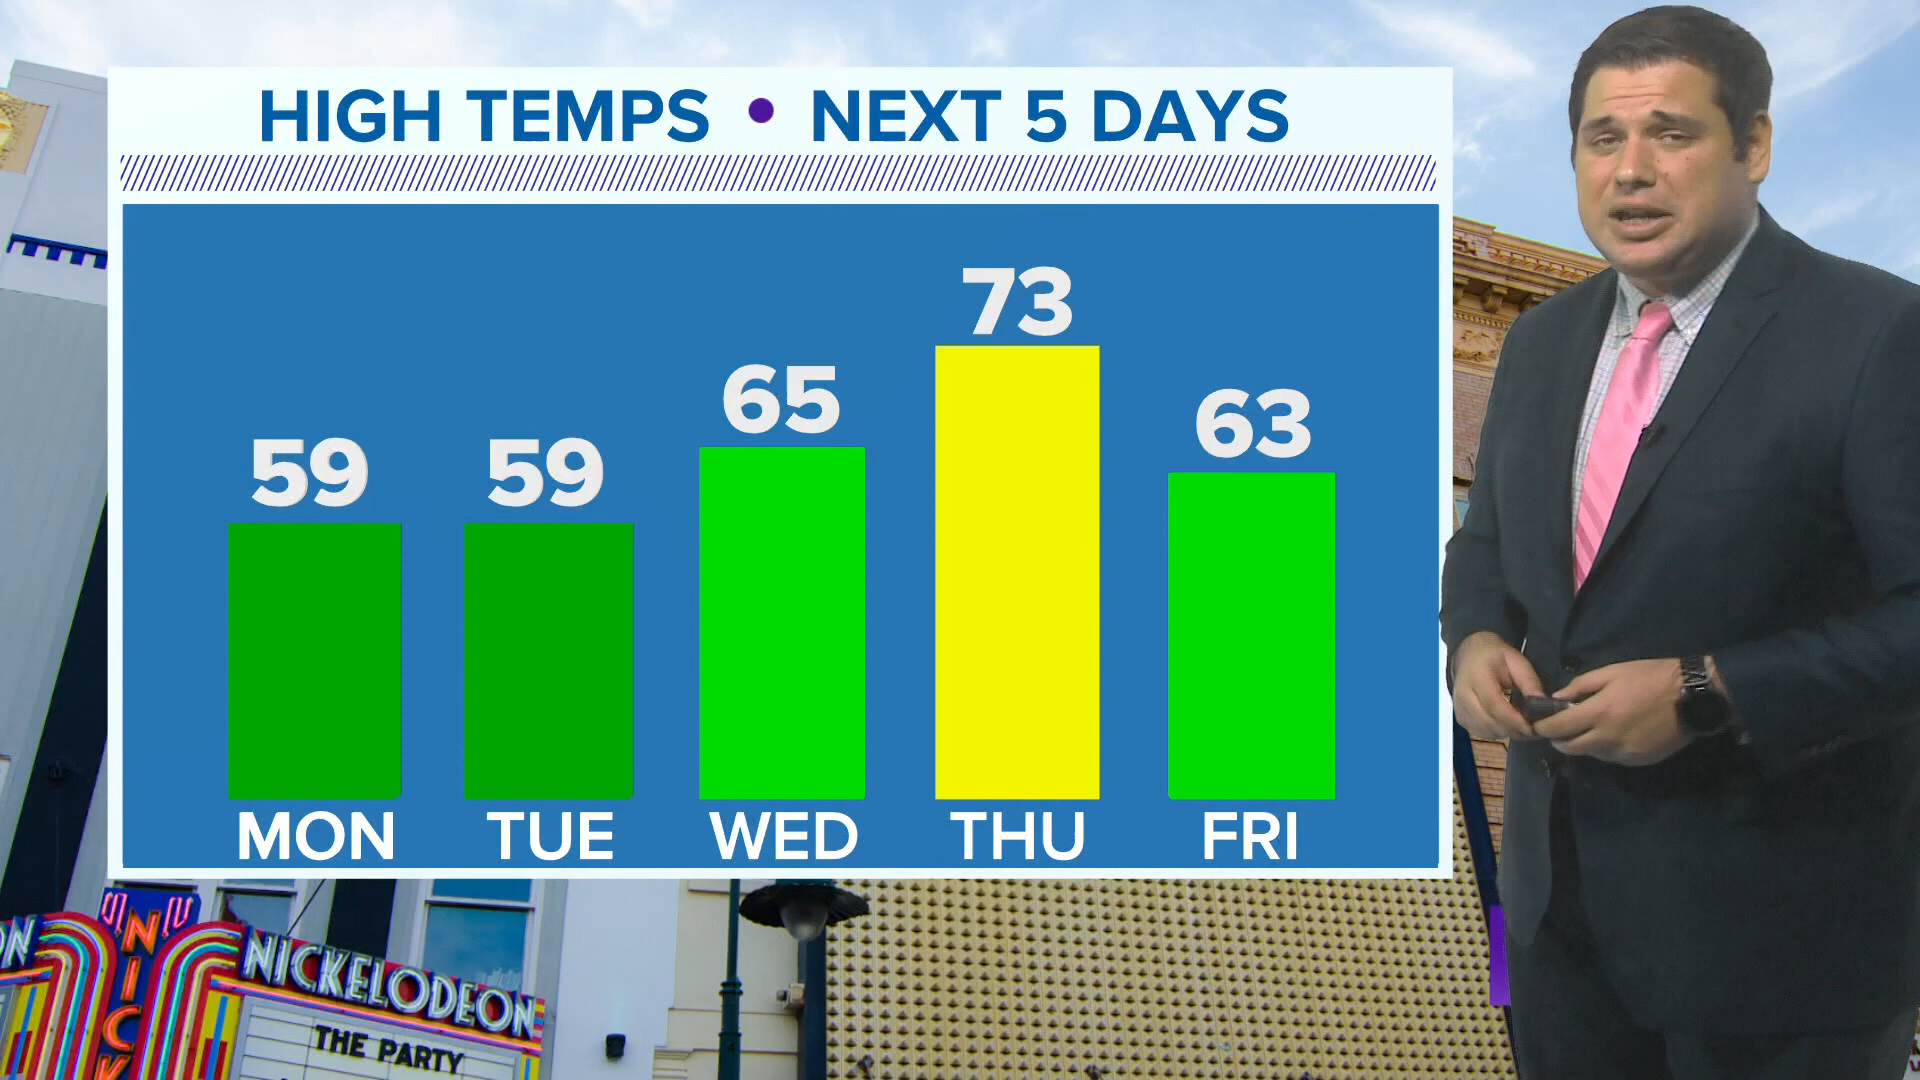 HIGH TEMPS • NEXT 5 DAYS
59 59 65 73 63
MON TUE WED THU FRI
ON
NICK
NICKELODEON
THE PARTY